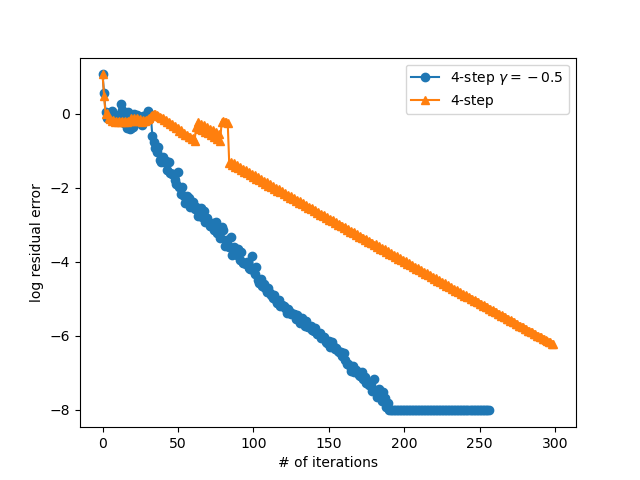 4-step γ = −0.5
4-step
log residual error
0
−2
−4
−6
−8
0 50 100 150 200 250 300
# of iterations